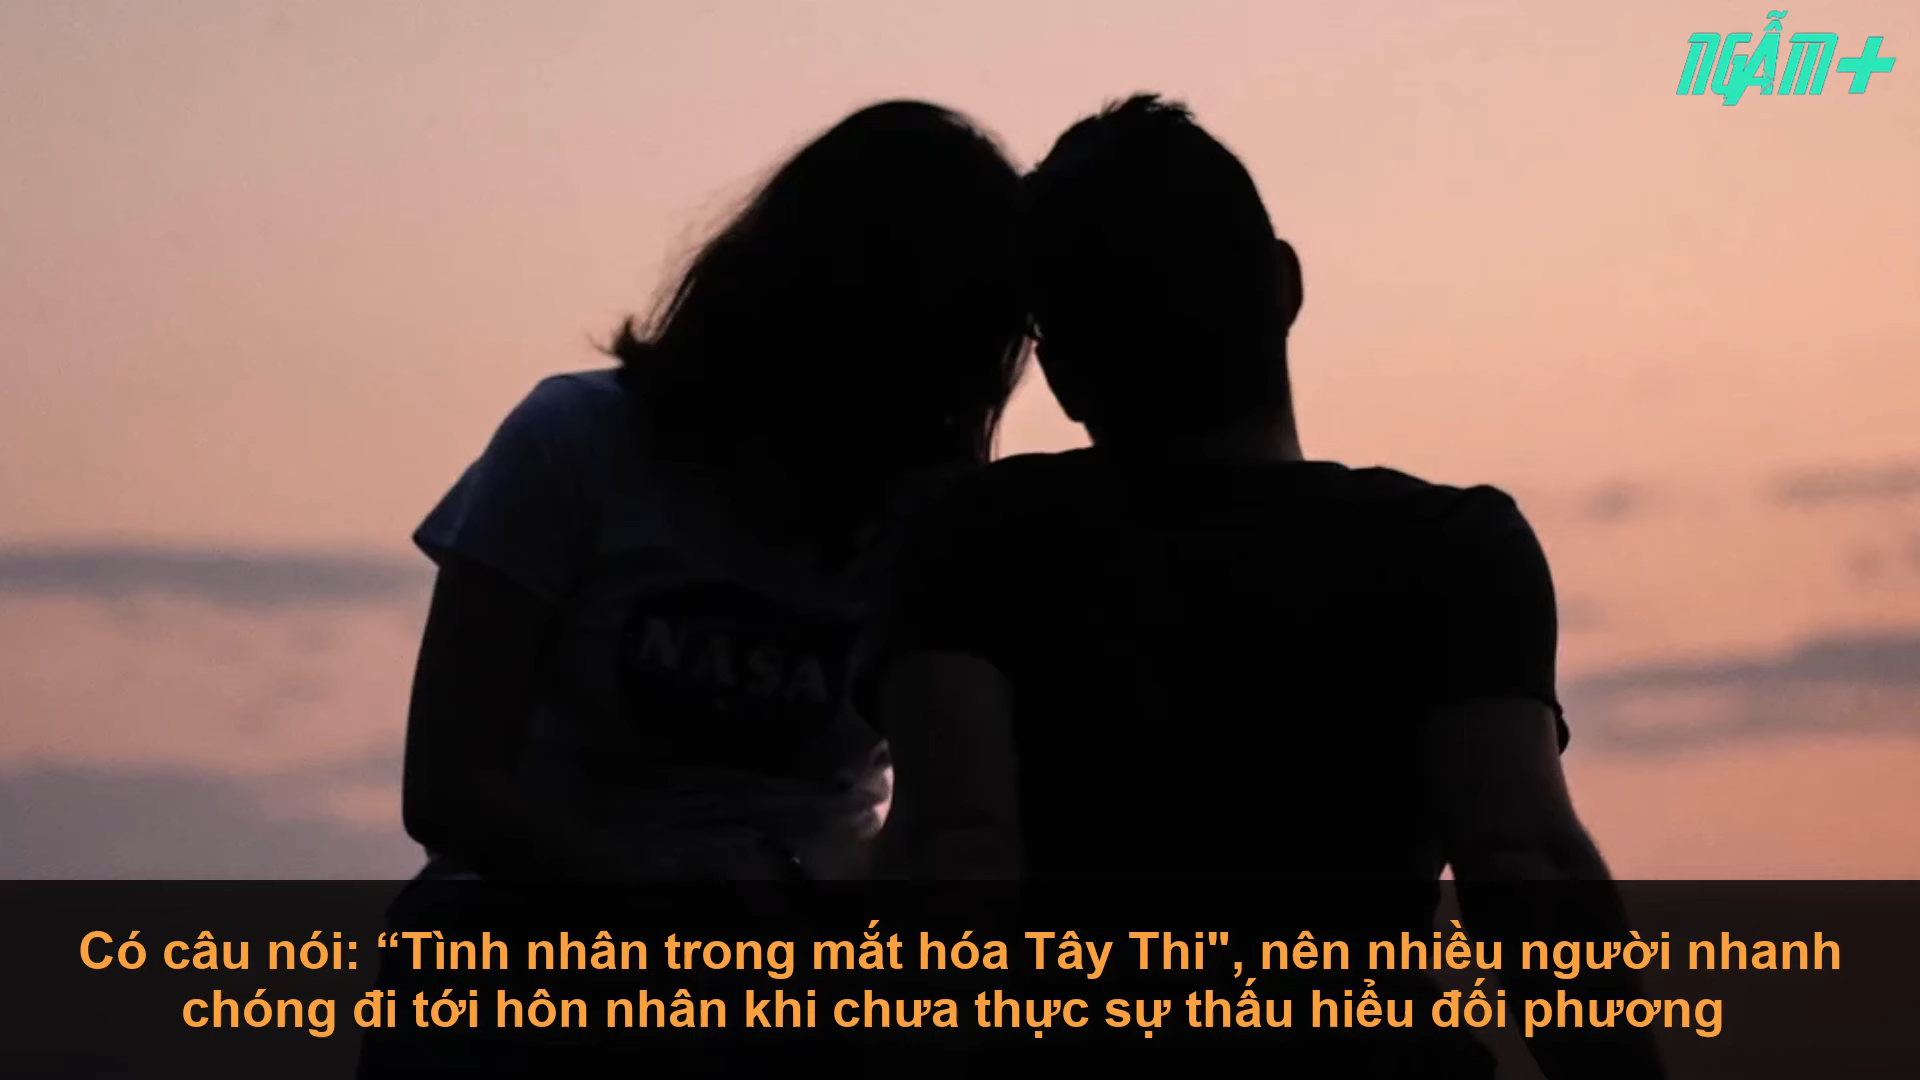 NGẪM+
NASA
Có câu nói: “Tình nhân trong mắt hóa Tây Thi", nên nhiều người nhanh
chóng đi tới hôn nhân khi chưa thực sự thấu hiểu đối phương